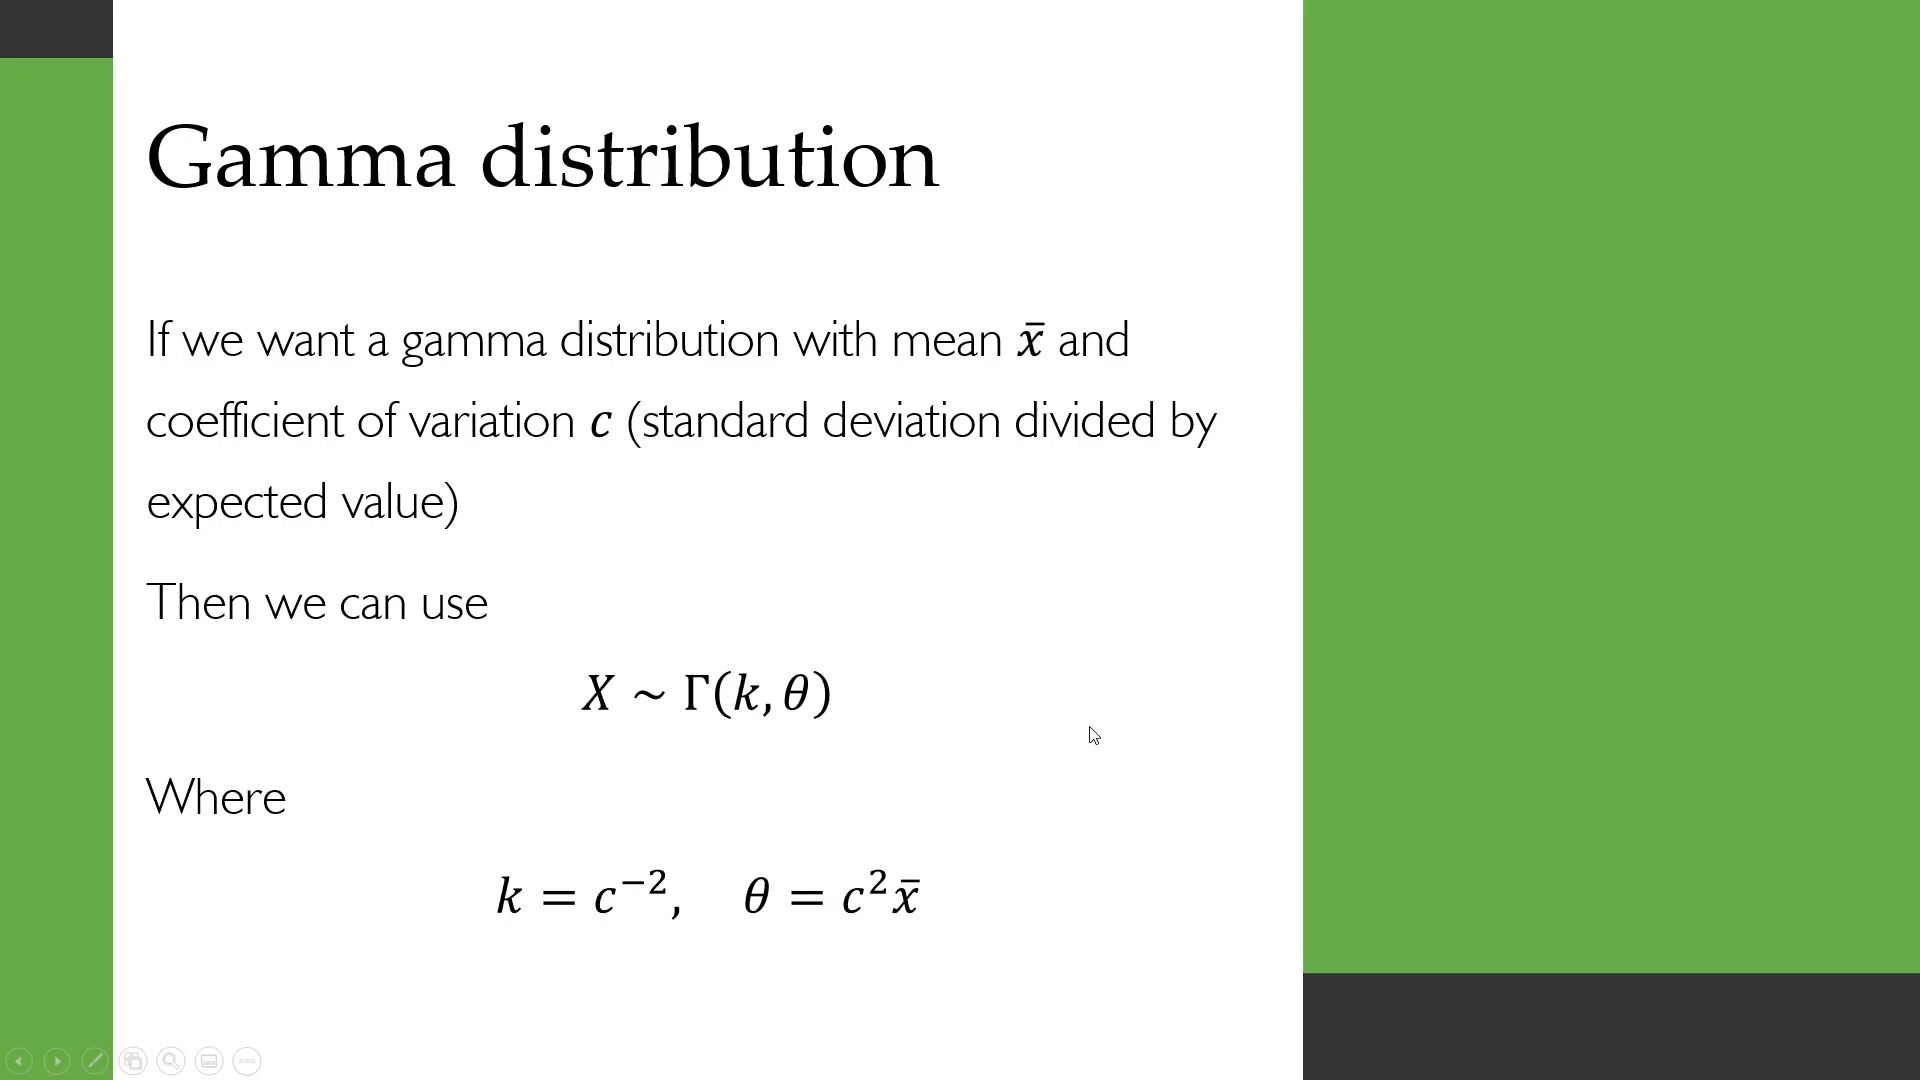 Gamma distribution
If we want a gamma distribution with mean x̄ and
coefficient of variation c (standard deviation divided by
expected value)
Then we can use
X ~ Γ(k, θ)
Where
k = c⁻², θ = c²x̄